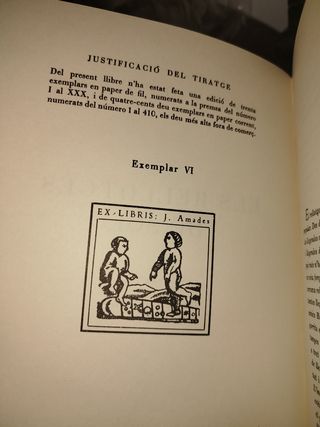 JUSTIFICACIÓ DEL TIRATGE
Del present llibre n'ha estat feta una edició de trenta
exemplars en paper de fil, numerats a la premsa del número
I al XXX, i de quatre-cents deu exemplars en paper corrent,
numerats del número 1 al 410, els deu més alts fora de comerç.
Exemplar VI
EX-LIBRIS: J. Amades